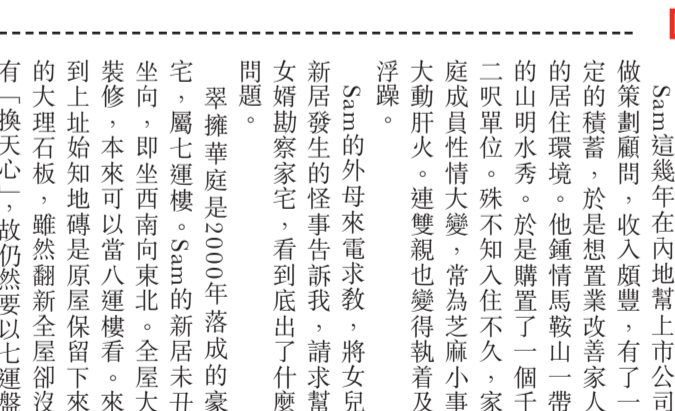 Sam這幾年在內地幫上市公司
做策劃顧問，收入頗豐，有了一
定的積蓄，於是想置業改善家人
的居住環境。他鍾情馬鞍山一帶
的山明水秀。於是購置了一個千
二呎單位。殊不知入住不久，家
庭成員性情大變，常為芝麻小事
大動肝火。連雙親也變得執着及
浮躁。
Sam的外母來電求教，將女兒
新居發生的怪事告訴我，請求幫
女婿勘察家宅，看到底出了什麼
問題。
翠擁華庭是2000年落成的豪
宅，屬七運樓。Sam的新居未丑
坐向，即坐西南向東北。全屋大
裝修，本來可以當八運樓看。來
到上址始知地磚是原屋保留下來
的大理石板，雖然翻新全屋卻沒
有「換天心」，故仍然要以七運盤